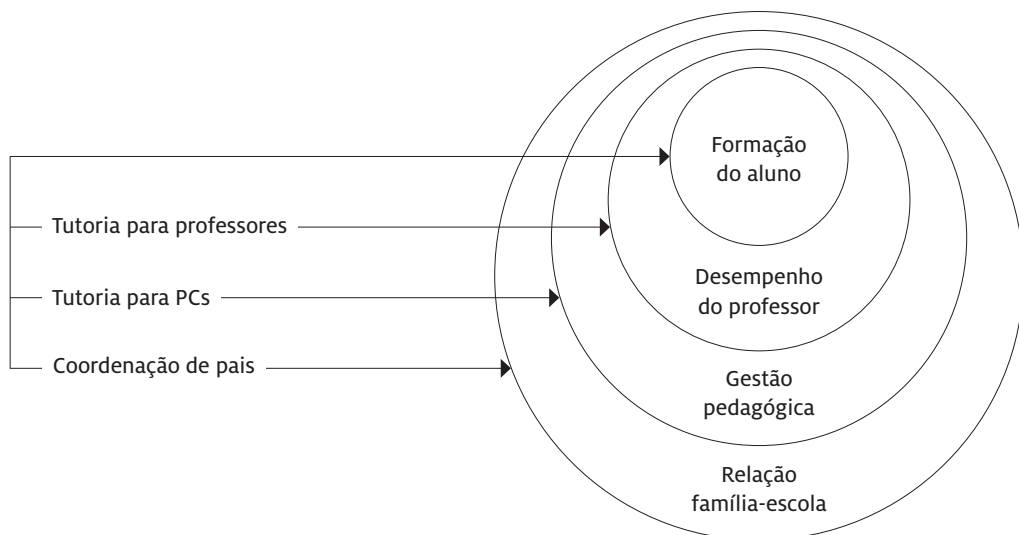 Formação
do aluno
Tutoria para professores
Desempenho
do professor
Tutoria para PCs
Coordenação de pais
Gestão
pedagógica
Relação
família-escola